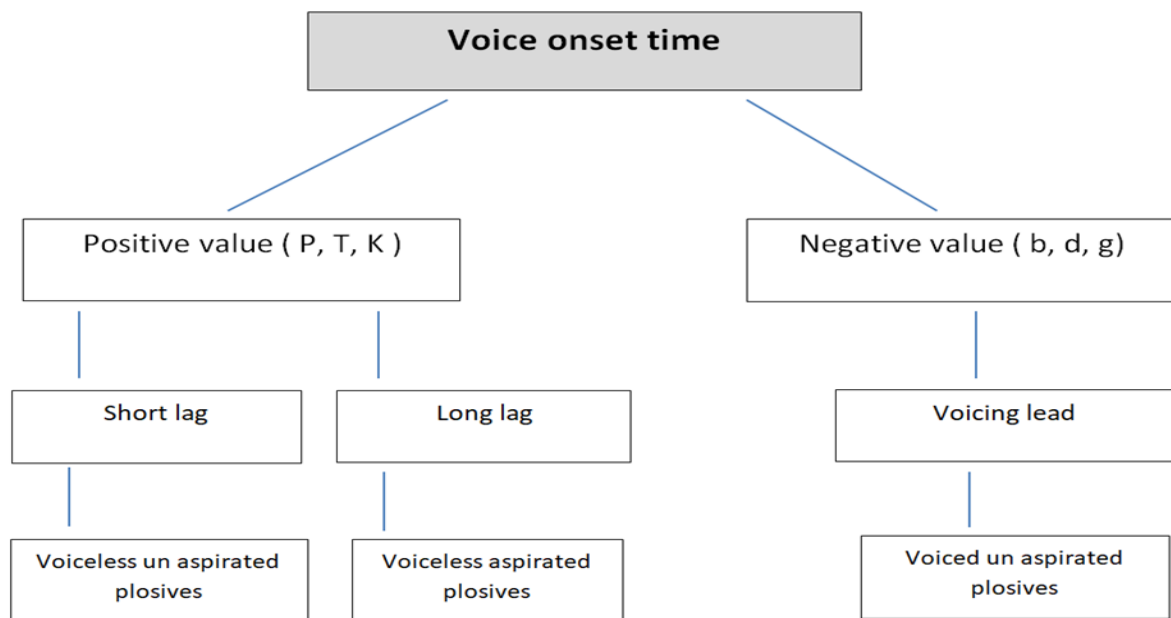 Voice onset time
Positive value ( P, T, K )
Negative value ( b, d, g)
Short lag
Long lag
Voicing lead
Voiceless un aspirated
plosives
Voiceless aspirated
plosives
Voiced un aspirated
plosives